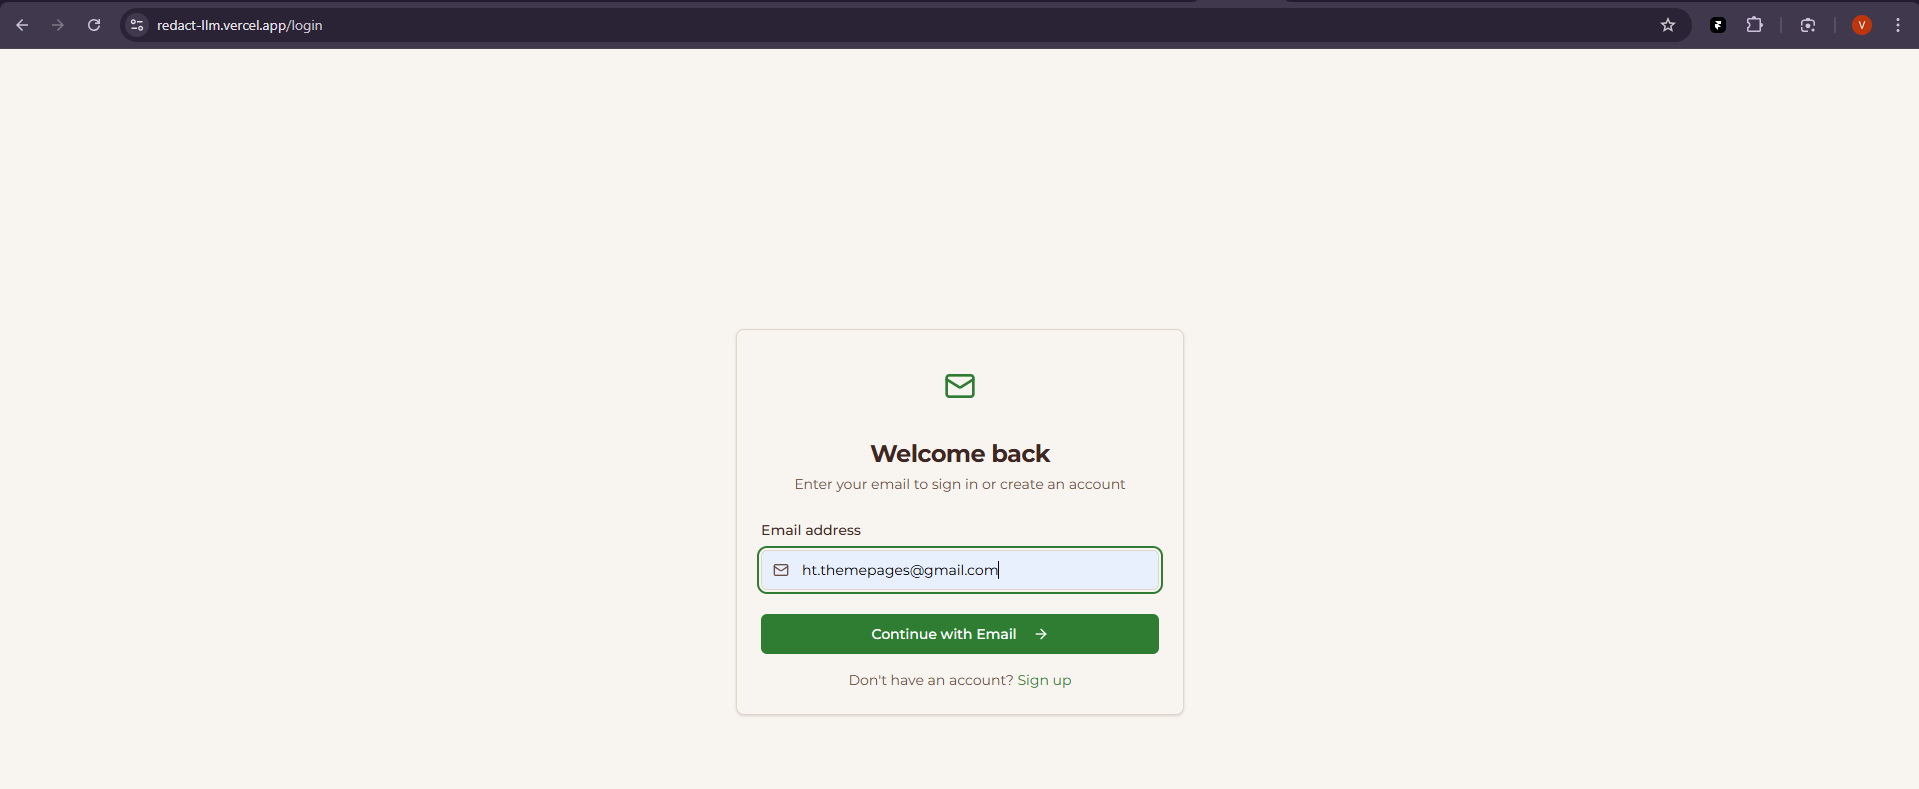 redact-llm.vercel.app/login
V
Welcome back
Enter your email to sign in or create an account
Email address
ht.themepages@gmail.com
Continue with Email
Don't have an account? Sign up